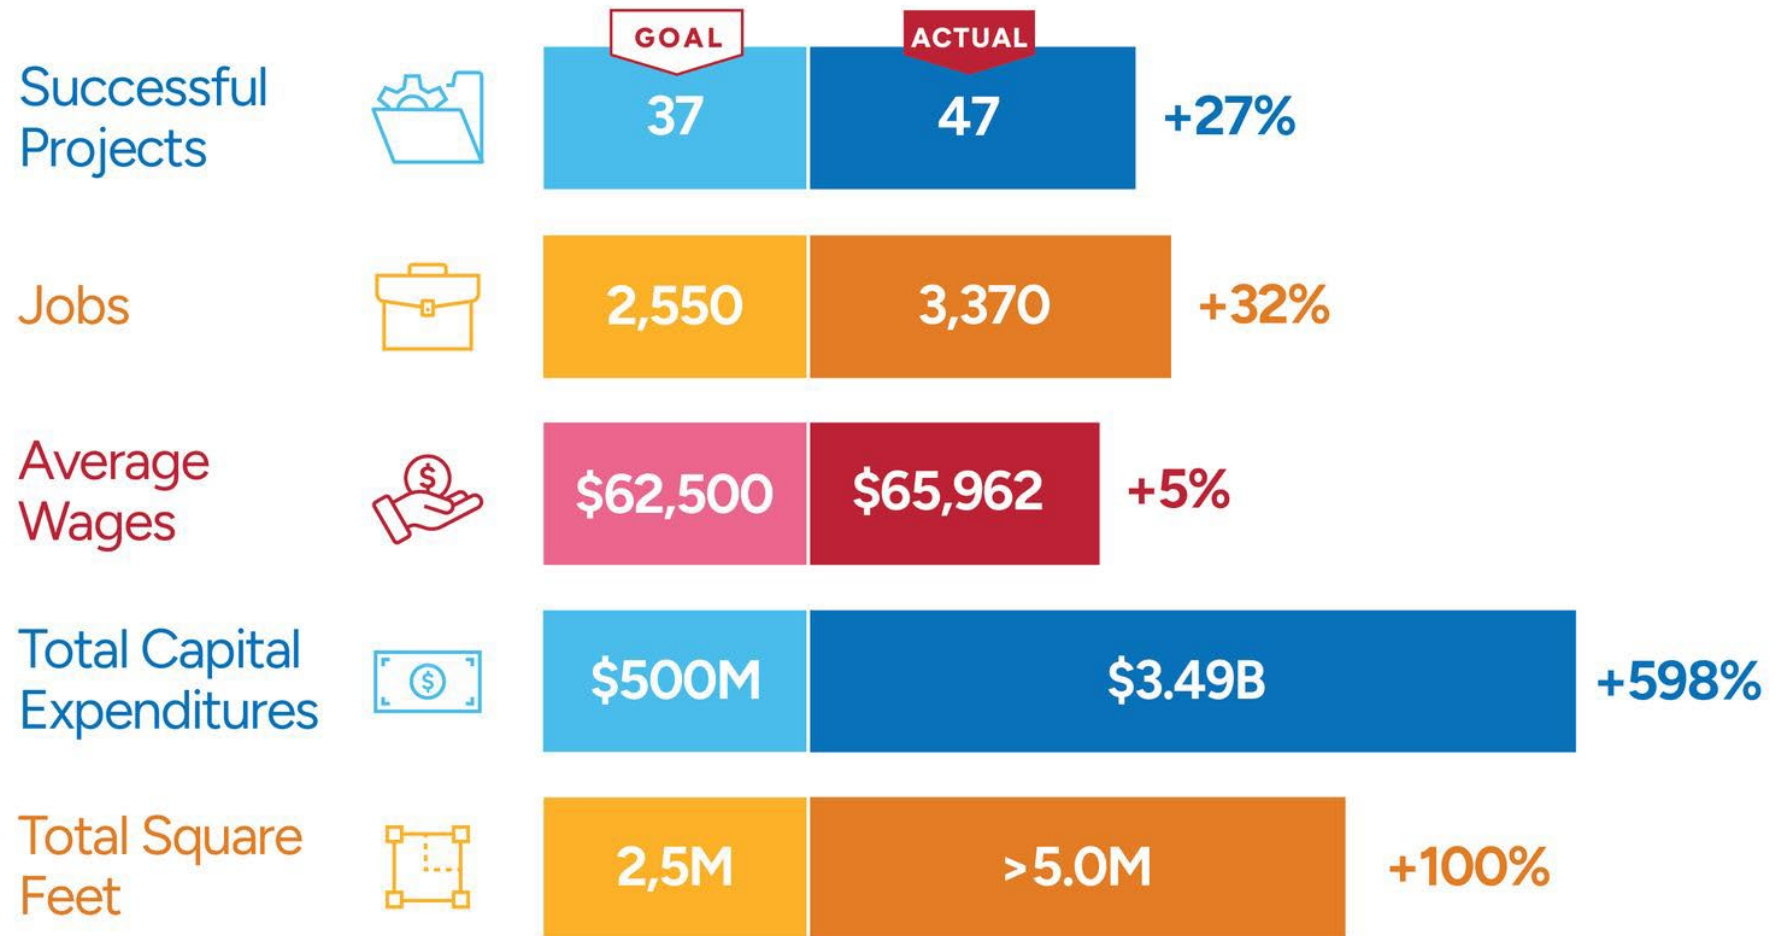 GOAL
ACTUAL
Successful
Projects
37
47
+27%
Jobs
2,550
3,370
+32%
Average
Wages
$
$62,500
$65,962
+5%
Total Capital
Expenditures
$
$500M
$3.49B
+598%
Total Square
Feet
2,5M
>5.0M
+100%